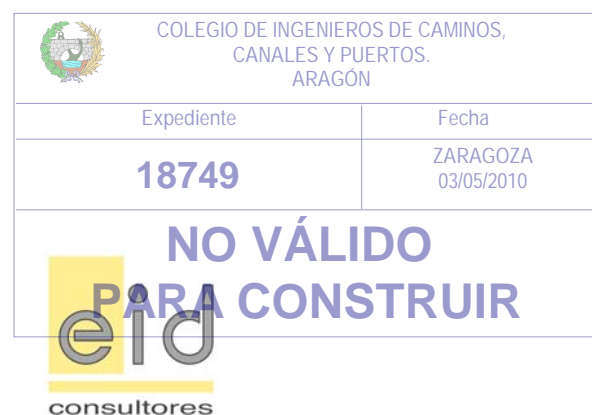 COLEGIO DE INGENIEROS DE CAMINOS,
CANALES Y PUERTOS.
ARAGÓN
Expediente
Fecha
18749
ZARAGOZA
03/05/2010
NO VÁLIDO
PARA CONSTRUIR
eid
consultores